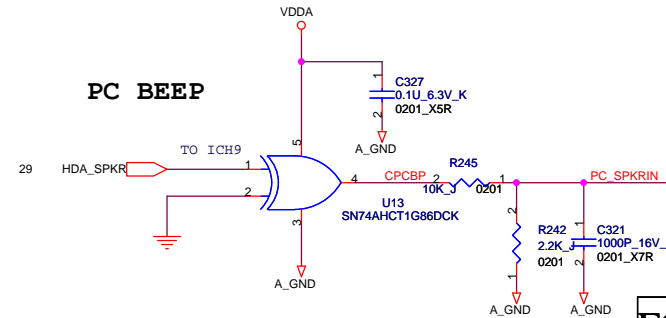 VDDA
PC BEEP
1
C327
0.1U_6.3V_K
2
0201_X5R
A_GND
5
TO ICH9
29
HDA_SPKR
1
2
4
CPCBP
R245
2
1
10K_J
0201
PC_SPKRIN
U13
SN74AHCT1G86DCK
3
A_GND
2
R242
2.2K_J
0201
1
1
C321
1000P_16V_
0201_X7R
2
A_GND
A_GND